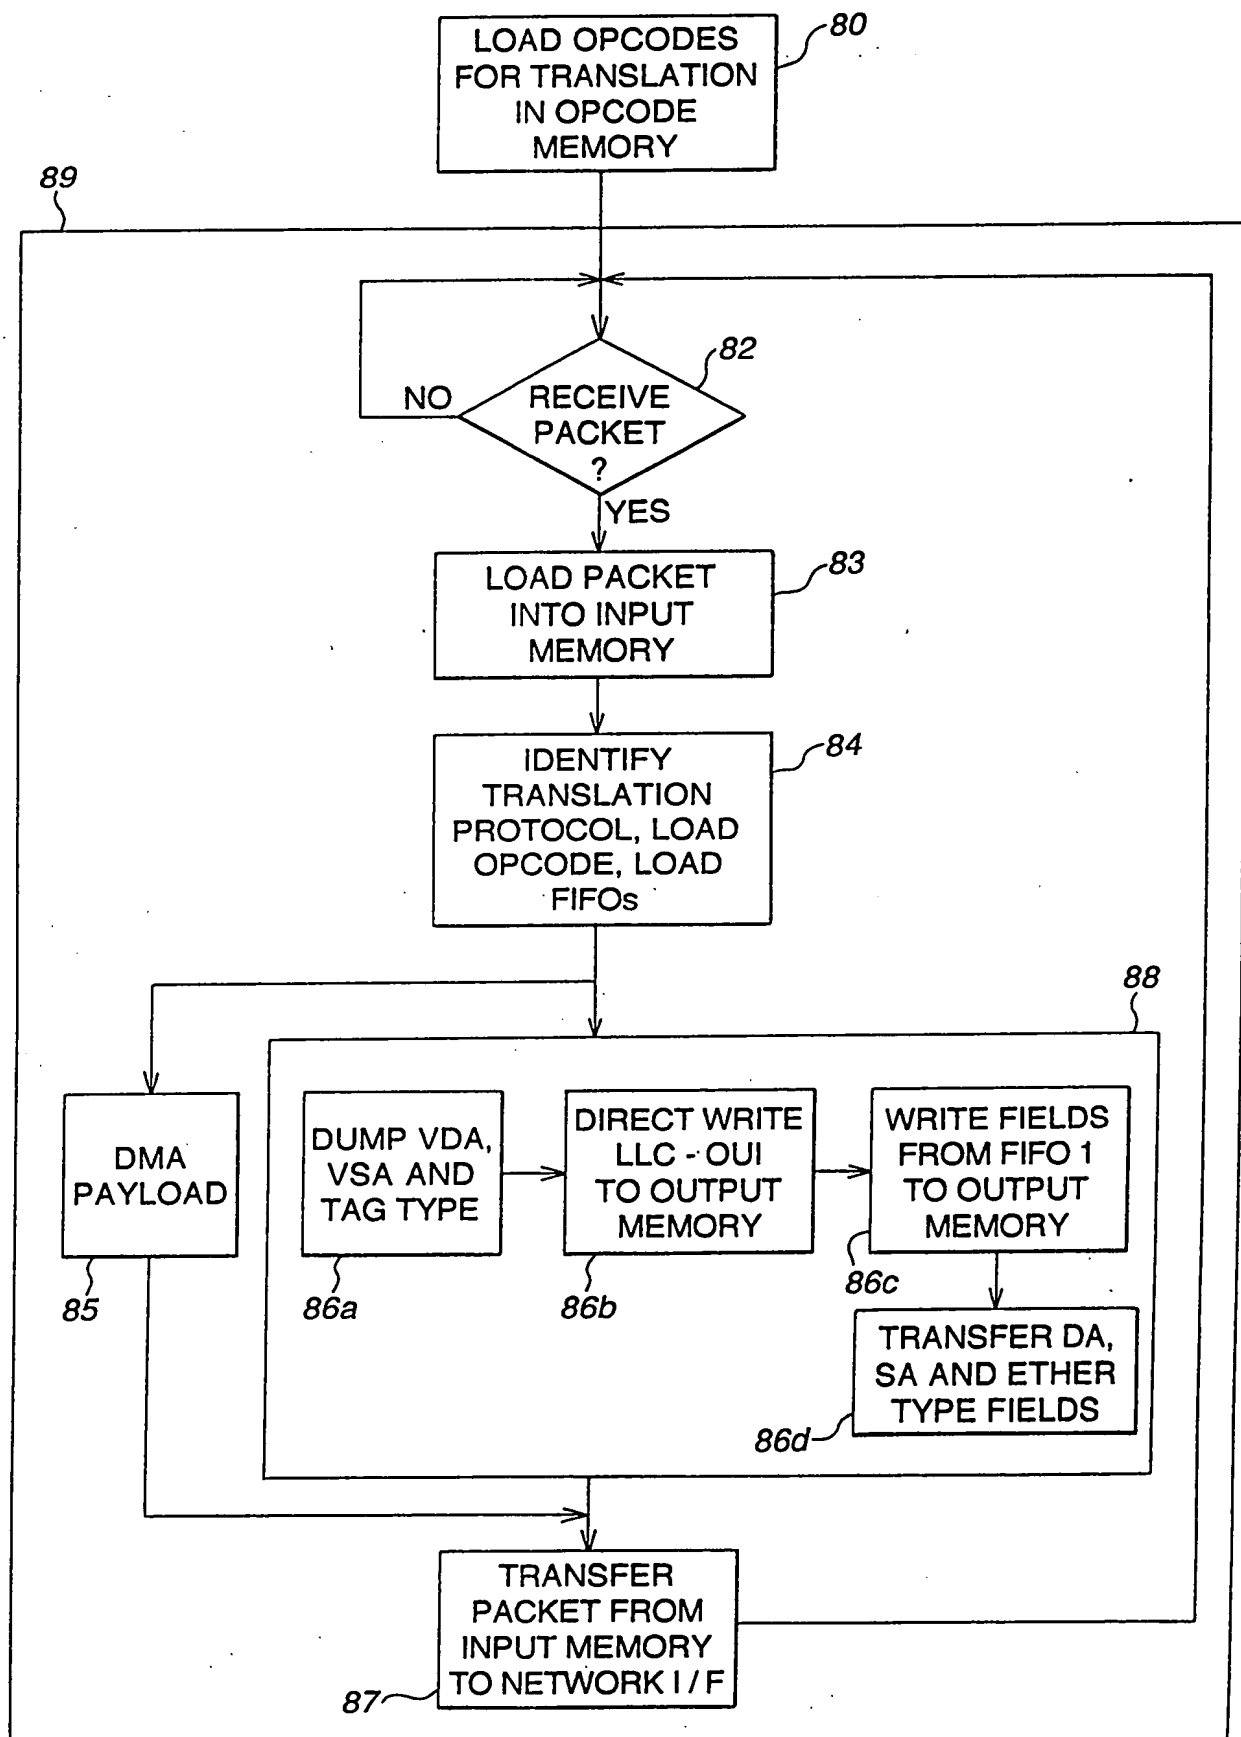 LOAD OPCODES
FOR TRANSLATION
IN OPCODE
MEMORY
80
89
82
RECEIVE
PACKET
?
NO
YES
83
LOAD PACKET
INTO INPUT
MEMORY
84
IDENTIFY
TRANSLATION
PROTOCOL, LOAD
OPCODE, LOAD
FIFOs
88
DMA
PAYLOAD
85
DUMP VDA,
VSA AND
TAG TYPE
86a
DIRECT WRITE
LLC - OUI
TO OUTPUT
MEMORY
86b
WRITE FIELDS
FROM FIFO 1
TO OUTPUT
MEMORY
86c
TRANSFER DA,
SA AND ETHER
TYPE FIELDS
86d
TRANSFER
PACKET FROM
INPUT MEMORY
TO NETWORK I / F
87